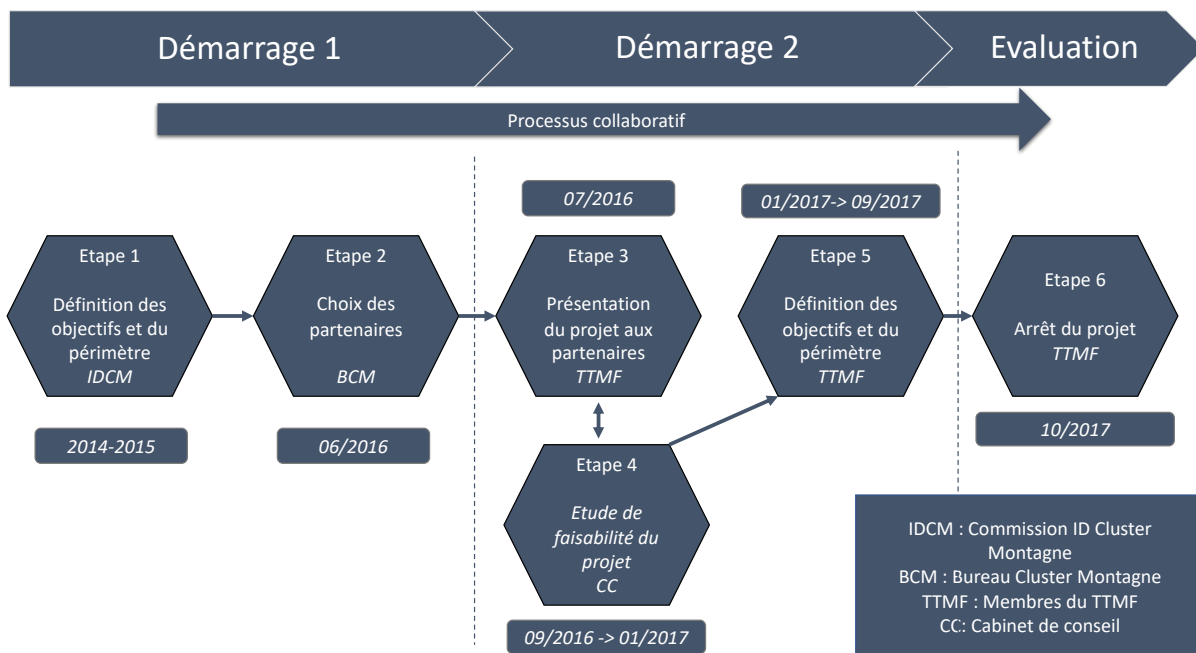 Démarrage 1
Démarrage 2
Evaluation
Processus collaboratif
07/2016
01/2017-> 09/2017
Etape 1
Définition des
objectifs et du
périmètre
IDCM
Etape 2
Choix des
partenaires
BCM
Etape 3
Présentation
du projet aux
partenaires
TTMF
Etape 5
Définition des
objectifs et du
périmètre
TTMF
Etape 6
Arrêt du projet
TTMF
2014-2015
06/2016
10/2017
Etape 4
Etude de
faisabilité du
projet
CC
09/2016 -> 01/2017
IDCM : Commission ID Cluster
Montagne
BCM : Bureau Cluster Montagne
TTMF : Membres du TTMF
CC: Cabinet de conseil